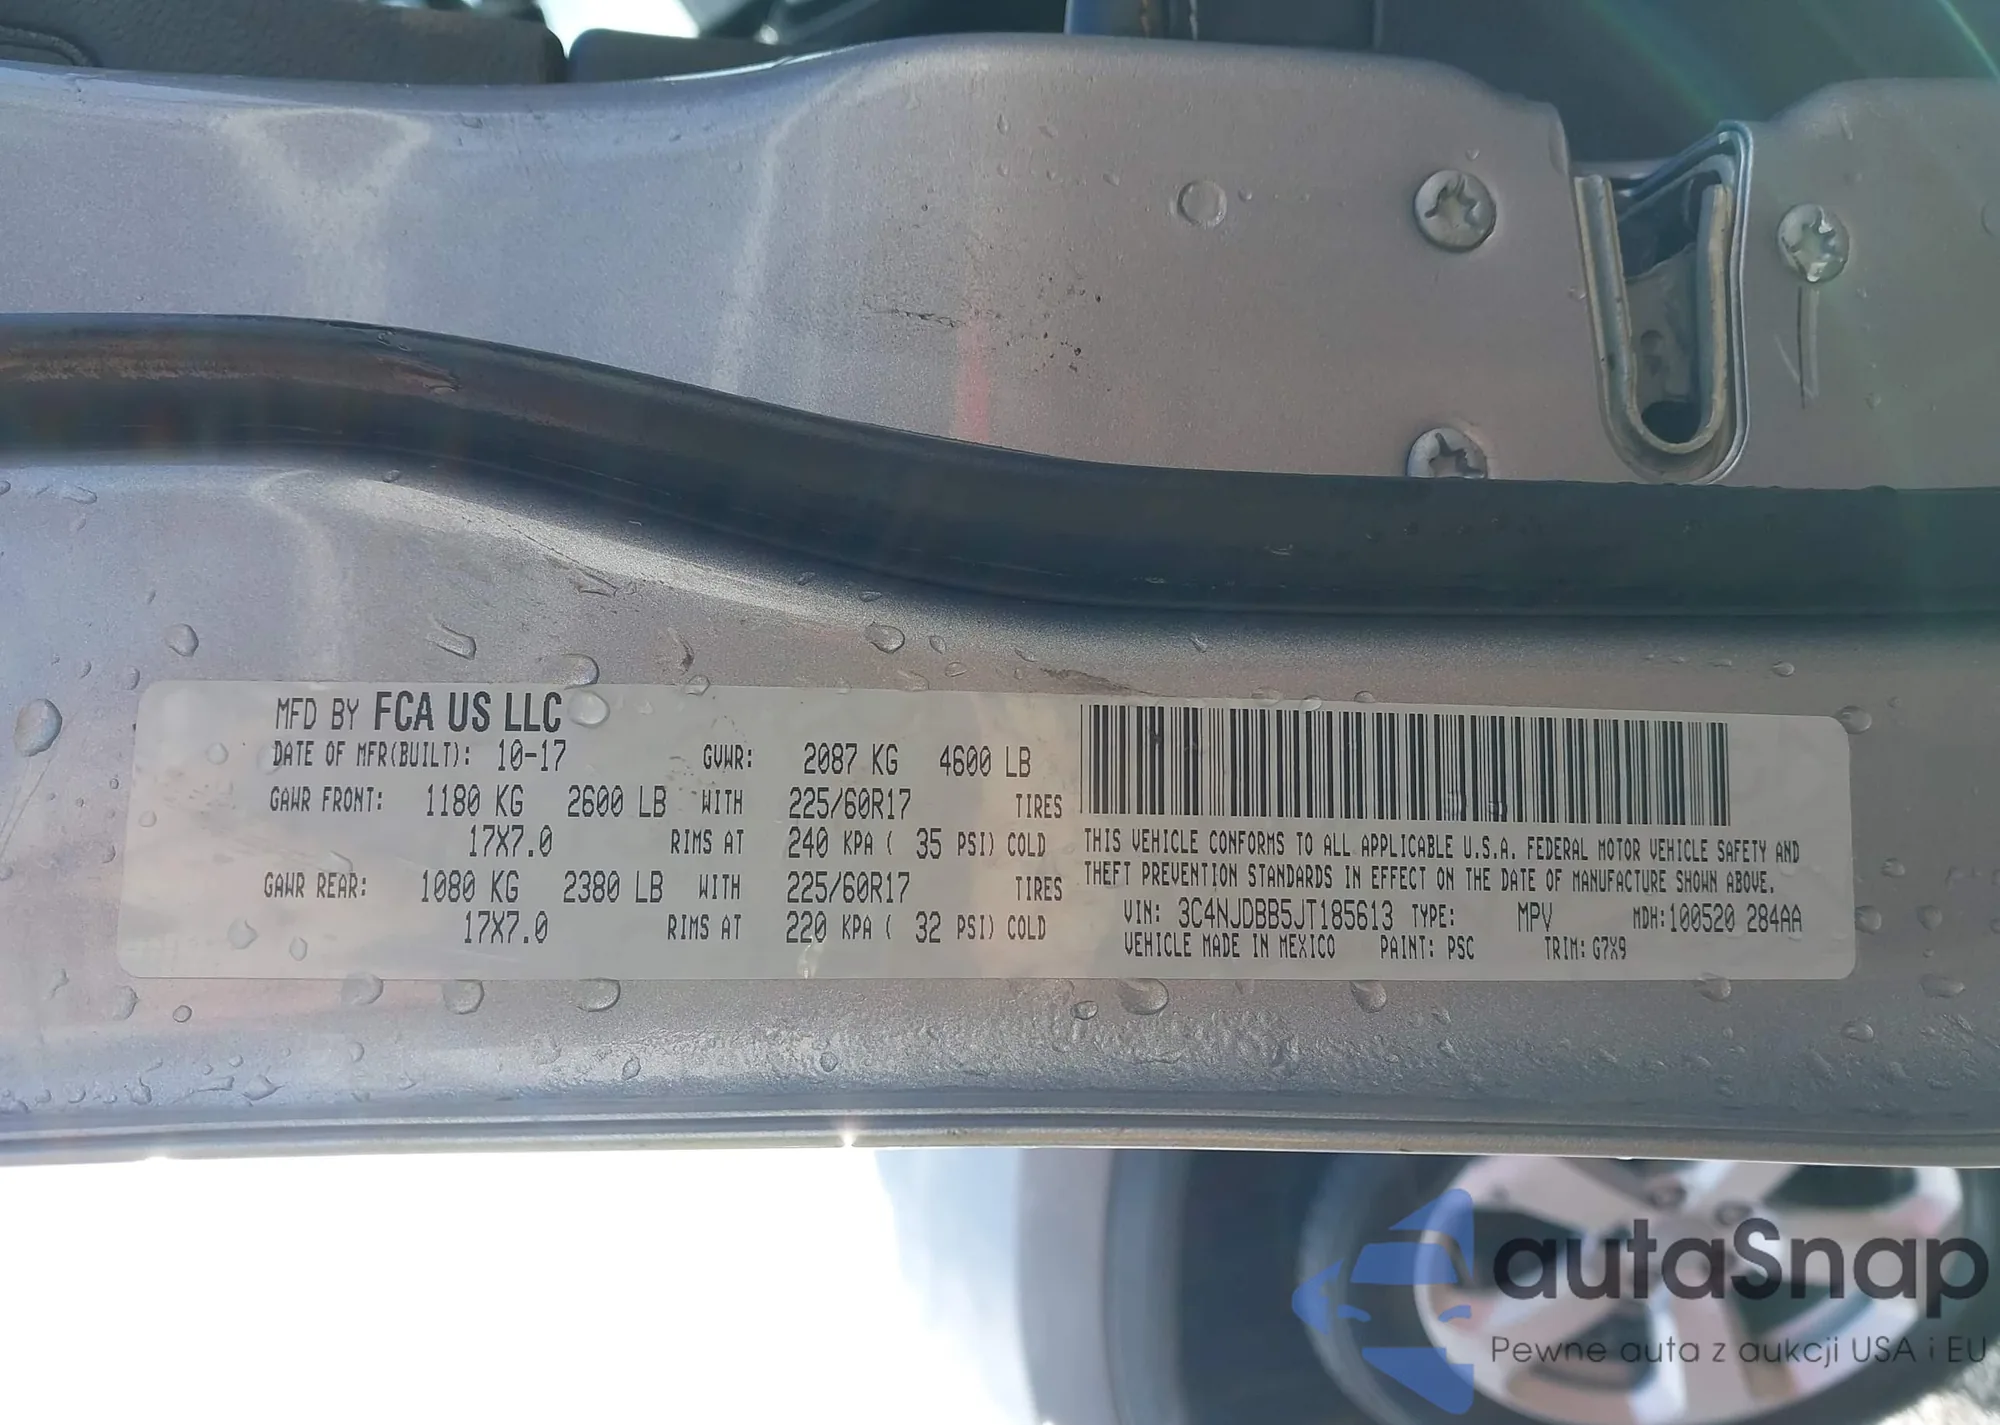 MFD BY FCA US LLC
DATE OF MFR(BUILT): 10-17 GVWR: 2087 KG 4600 LB
GAWR FRONT: 1180 KG 2600 LB WITH 225/60R17 TIRES
17X7.0 RIMS AT 240 KPA ( 35 PSI) COLD
GAWR REAR: 1080 KG 2380 LB WITH 225/60R17 TIRES
17X7.0 RIMS AT 220 KPA ( 32 PSI) COLD
THIS VEHICLE CONFORMS TO ALL APPLICABLE U.S.A. FEDERAL MOTOR VEHICLE SAFETY AND
THEFT PREVENTION STANDARDS IN EFFECT ON THE DATE OF MANUFACTURE SHOWN ABOVE.
VIN: 3C4NJDBB5JT185613 TYPE: MPV MDH:100520 284AA
VEHICLE MADE IN MEXICO PAINT: PSC TRIM: G7X9
autaSnap
Pewne auta z aukcji USA i EU